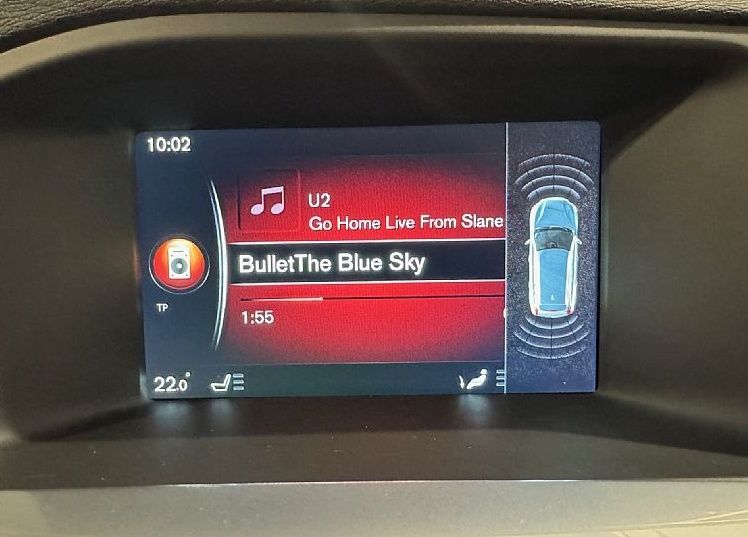 10:02
U2
Go Home Live From Slane
BulletThe Blue Sky
1:55
TP
22.0°